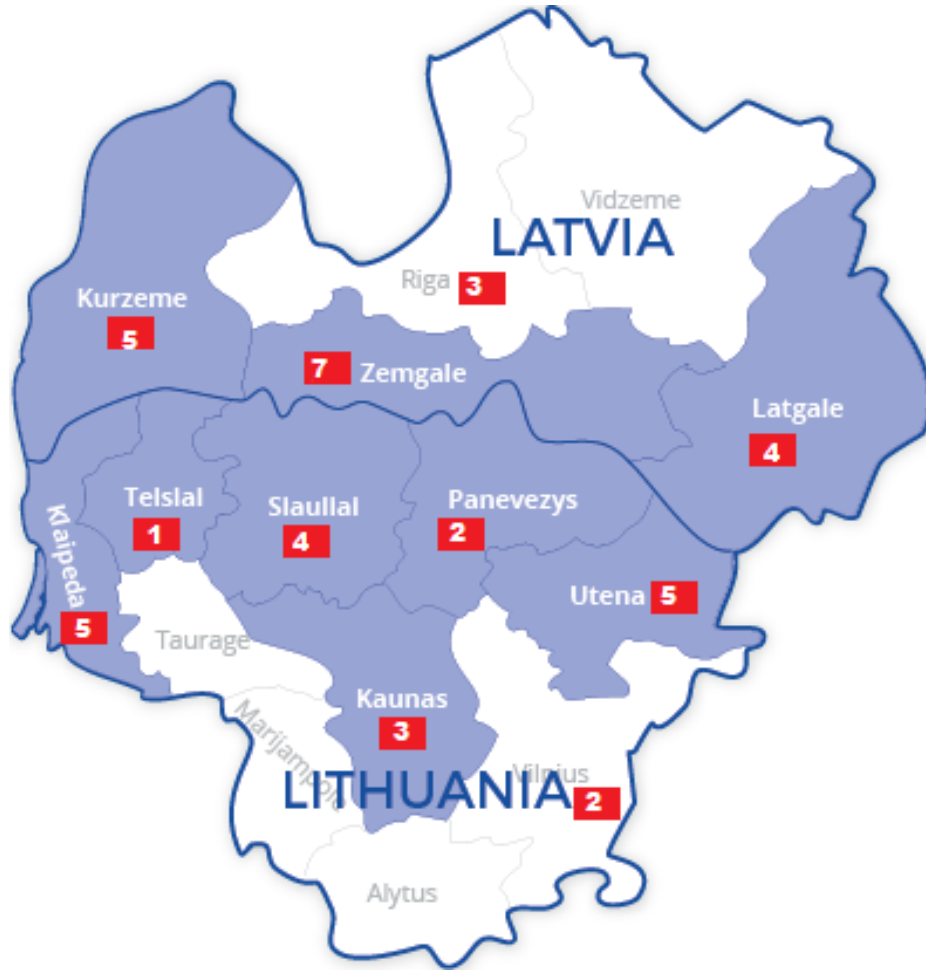 Vidzeme
LATVIA
Riga 3
Kurzeme
5
7 Zemgale
Latgale
4
Telslal
1
Slaullal
4
Panevezys
2
Klaipeda
5
Utena 5
Taurage
Kaunas
3
Marijampole
Vilnius
2
LITHUANIA
Alytus